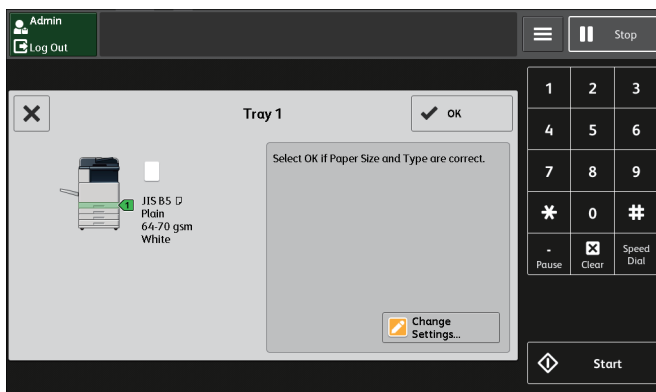 Admin
Log Out
Stop
Tray 1
OK
Select OK if Paper Size and Type are correct.
1
JIS B5
Plain
64-70 gsm
White
Change
Settings...
1 2 3
4 5 6
7 8 9
* 0 #
- Pause
Clear
Speed
Dial
Start